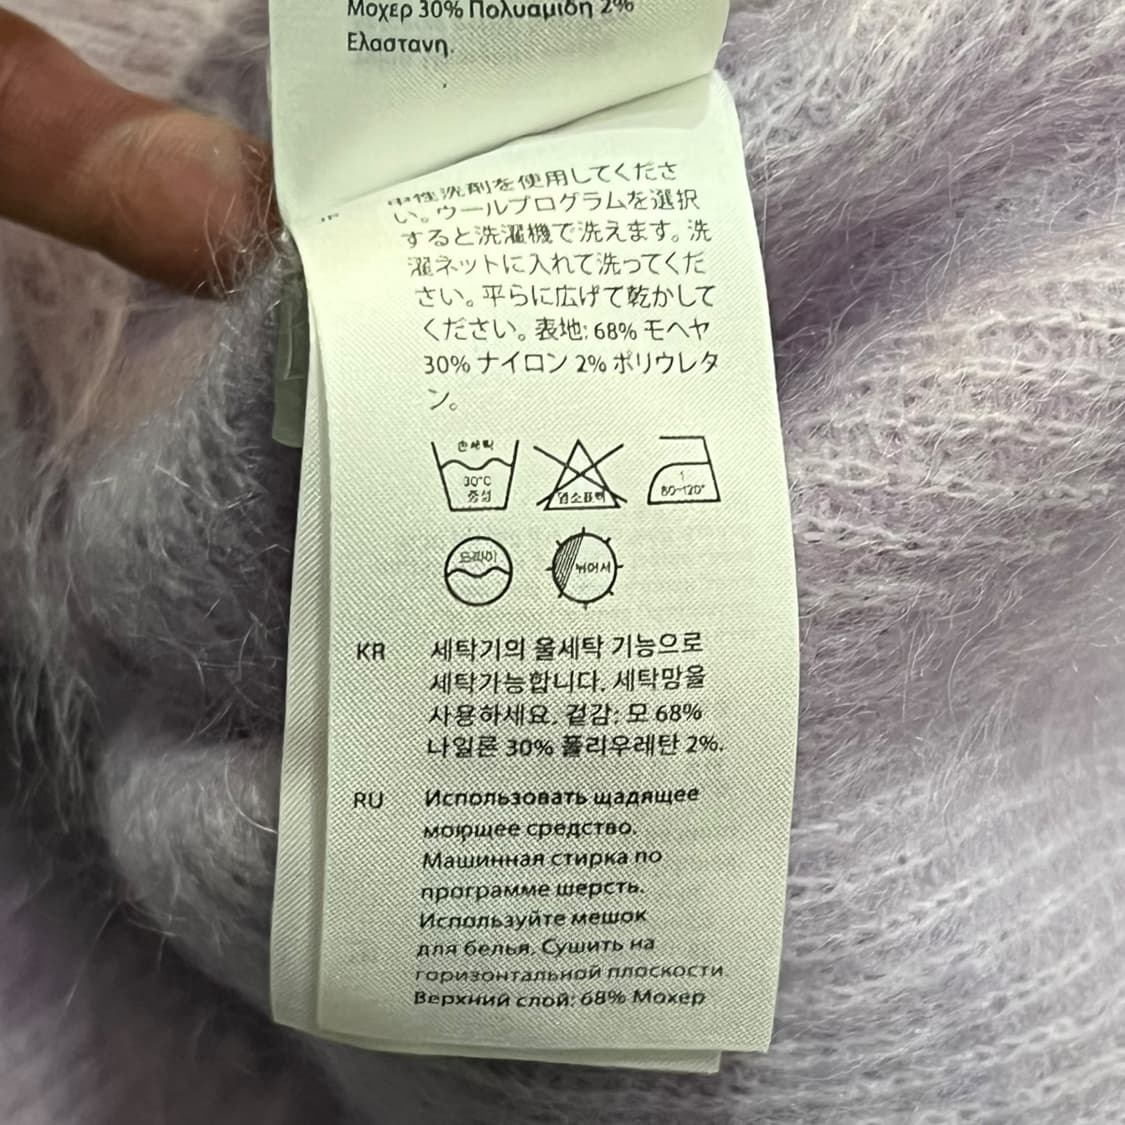 Μοχερ 30% Πολυαμιδη 2%
Ελαστανη.
中性洗剤を使用してくださ
い。ウールプログラムを選択
すると洗濯機で洗えます。洗
濯ネットに入れて洗ってくだ
さい。平らに広げて乾かして
ください。表地: 68% モヘヤ
30% ナイロン 2% ポリウレタ
ン。
손세탁
30°C
중성
염소표백
1
80-120°
드라이
뉘어서
KR 세탁기의 울세탁 기능으로
세탁가능합니다. 세탁망을
사용하세요. 겉감: 모 68%
나일론 30% 폴리우레탄 2%.
RU Использовать щадящее
моющее средство.
Машинная стирка по
программе шерсть.
Используйте мешок
для белья. Сушить на
горизонтальной плоскости
Верхний слой: 68% Мохер